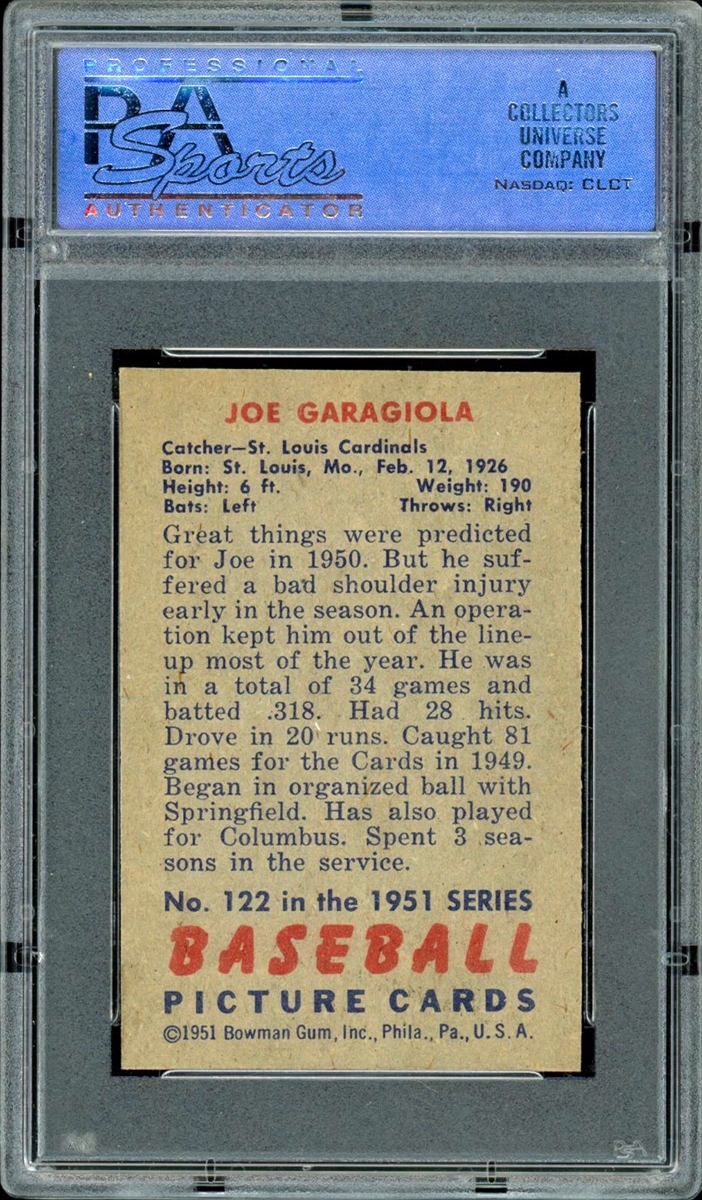 PROFESSIONAL
PSA
Sports
AUTHENTICATOR
A
COLLECTORS
UNIVERSE
COMPANY
NASDAQ: CLCT
JOE GARAGIOLA
Catcher—St. Louis Cardinals
Born: St. Louis, Mo., Feb. 12, 1926
Height: 6 ft. Weight: 190
Bats: Left Throws: Right
Great things were predicted
for Joe in 1950. But he suf-
fered a bad shoulder injury
early in the season. An opera-
tion kept him out of the line-
up most of the year. He was
in a total of 34 games and
batted .318. Had 28 hits.
Drove in 20 runs. Caught 81
games for the Cards in 1949.
Began in organized ball with
Springfield. Has also played
for Columbus. Spent 3 sea-
sons in the service.
No. 122 in the 1951 SERIES
BASEBALL
PICTURE CARDS
©1951 Bowman Gum, Inc., Phila., Pa., U. S. A.
PSA